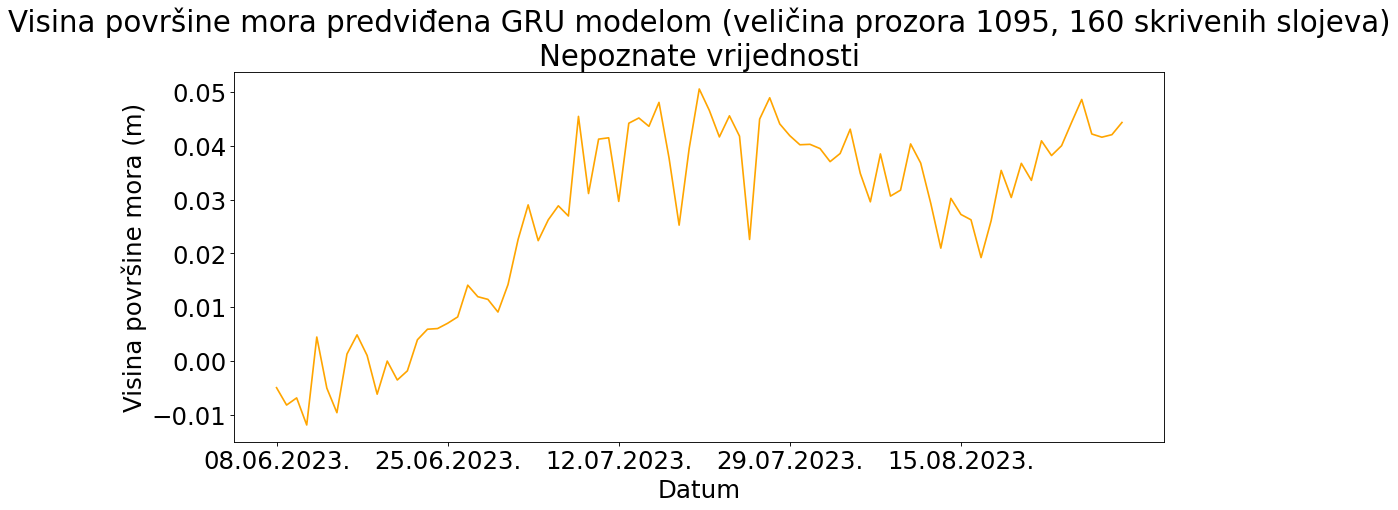 Visina površine mora predviđena GRU modelom (veličina prozora 1095, 160 skrivenih slojeva)
Nepoznate vrijednosti
Visina površine mora (m)
0.05
0.04
0.03
0.02
0.01
0.00
−0.01
08.06.2023. 25.06.2023. 12.07.2023. 29.07.2023. 15.08.2023.
Datum